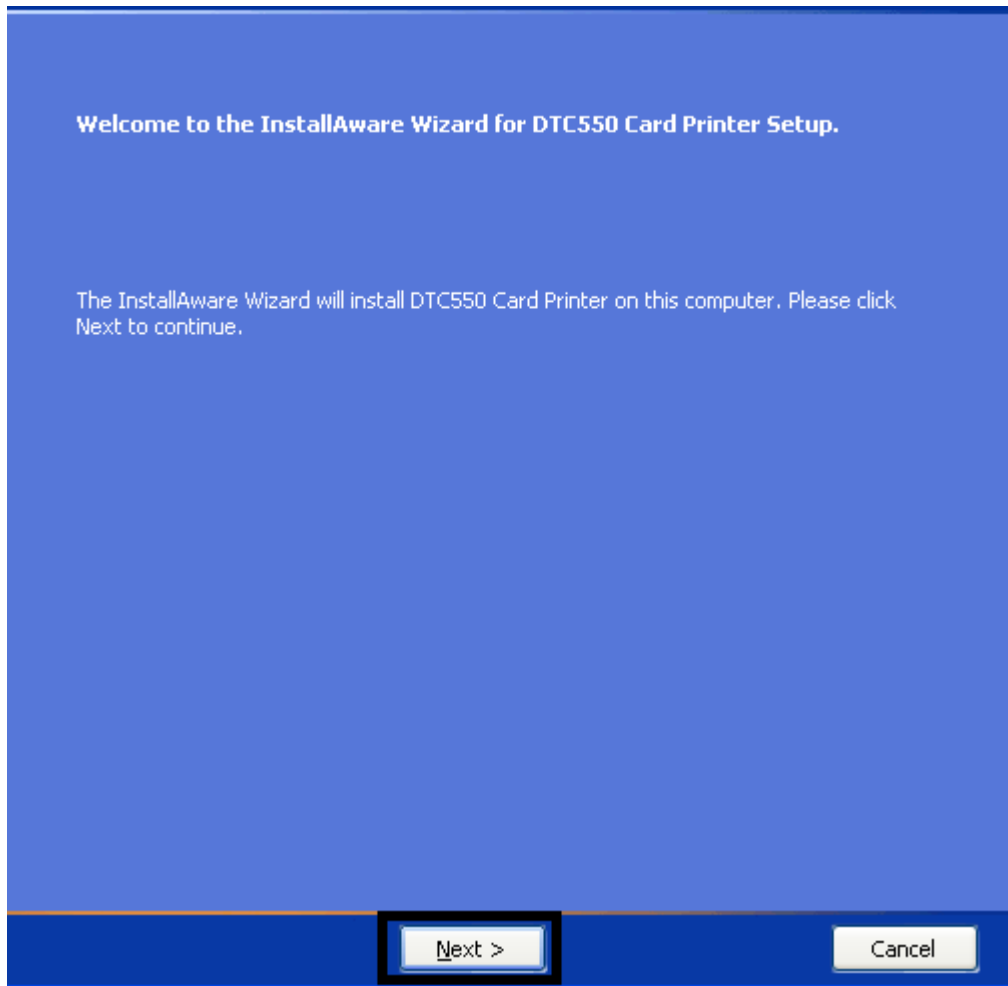 Welcome to the InstallAware Wizard for DTC550 Card Printer Setup.
The InstallAware Wizard will install DTC550 Card Printer on this computer. Please click
Next to continue.
Next >
Cancel